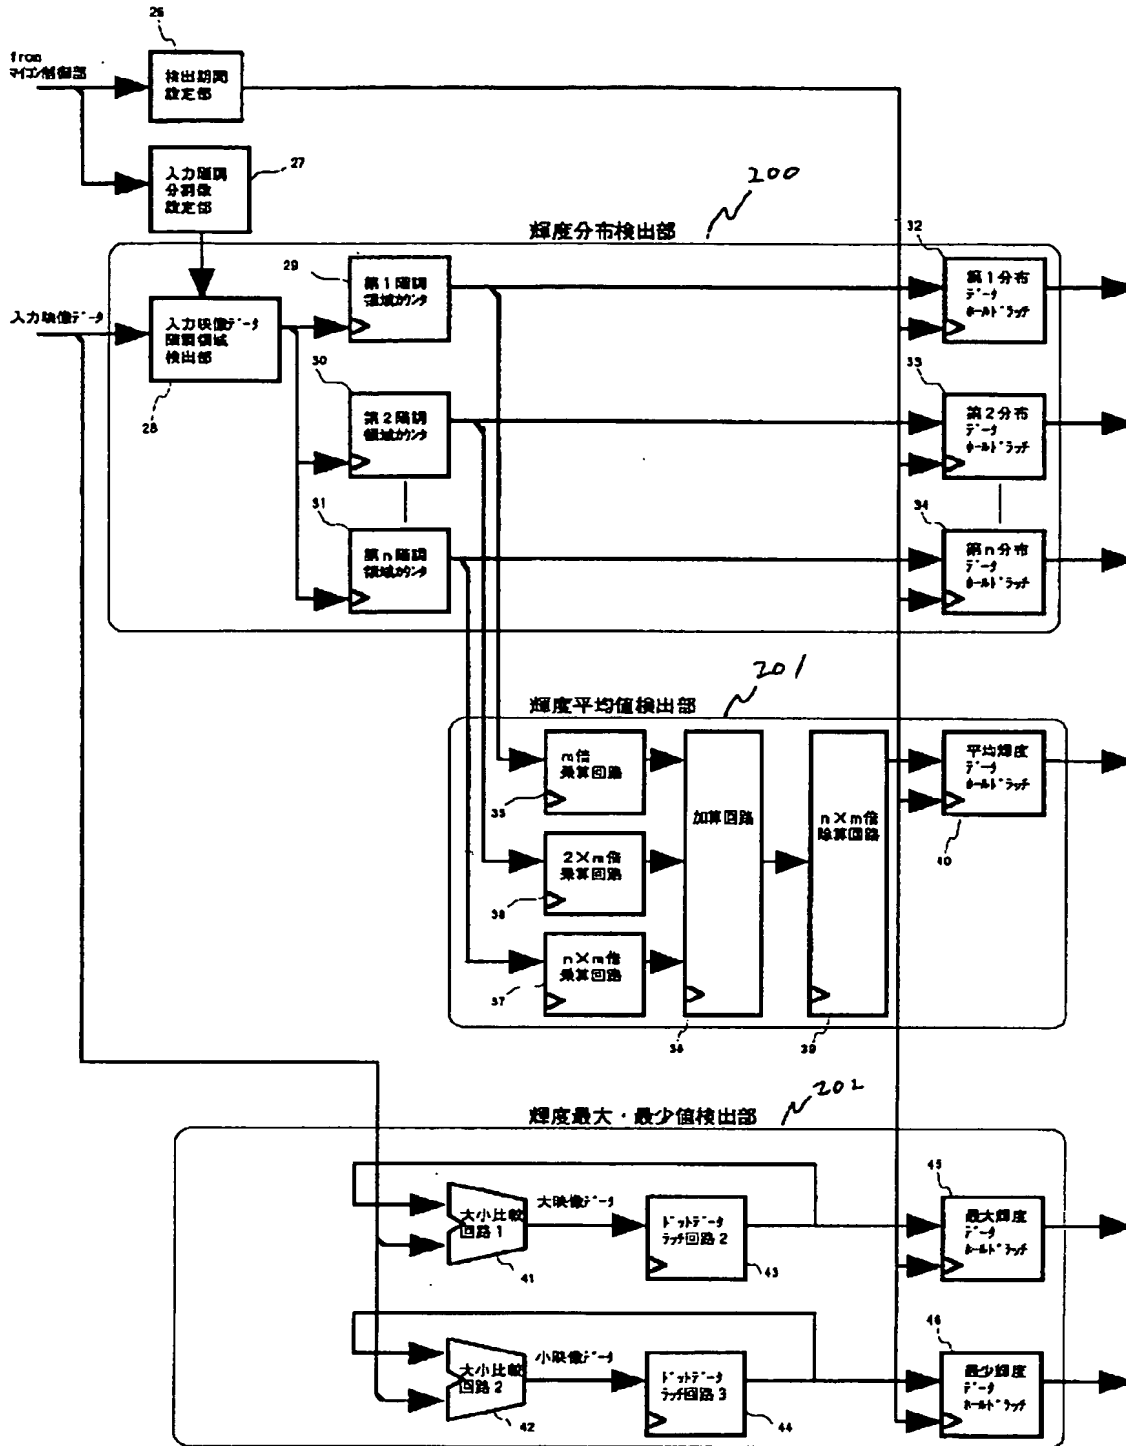 26
from
マイコン制御部
検出期間
設定部
27
入力階調
分割数
設定部
200
輝度分布検出部
入力映像データ
入力映像データ
階調領域
検出部
28
29
第1階調
領域カウンタ
30
第2階調
領域カウンタ
31
第n階調
領域カウンタ
32
第1分布
データ
ホールドラッチ
33
第2分布
データ
ホールドラッチ
34
第n分布
データ
ホールドラッチ
201
輝度平均値検出部
m倍
乗算回路
35
2×m倍
乗算回路
38
n×m倍
乗算回路
37
加算回路
36
n×m倍
除算回路
39
平均輝度
データ
ホールドラッチ
40
202
輝度最大・最少値検出部
大小比較
回路1
41
大映像データ
ドットデータ
ラッチ回路2
43
45
最大輝度
データ
ホールドラッチ
大小比較
回路2
42
小映像データ
ドットデータ
ラッチ回路3
44
46
最少輝度
データ
ホールドラッチ